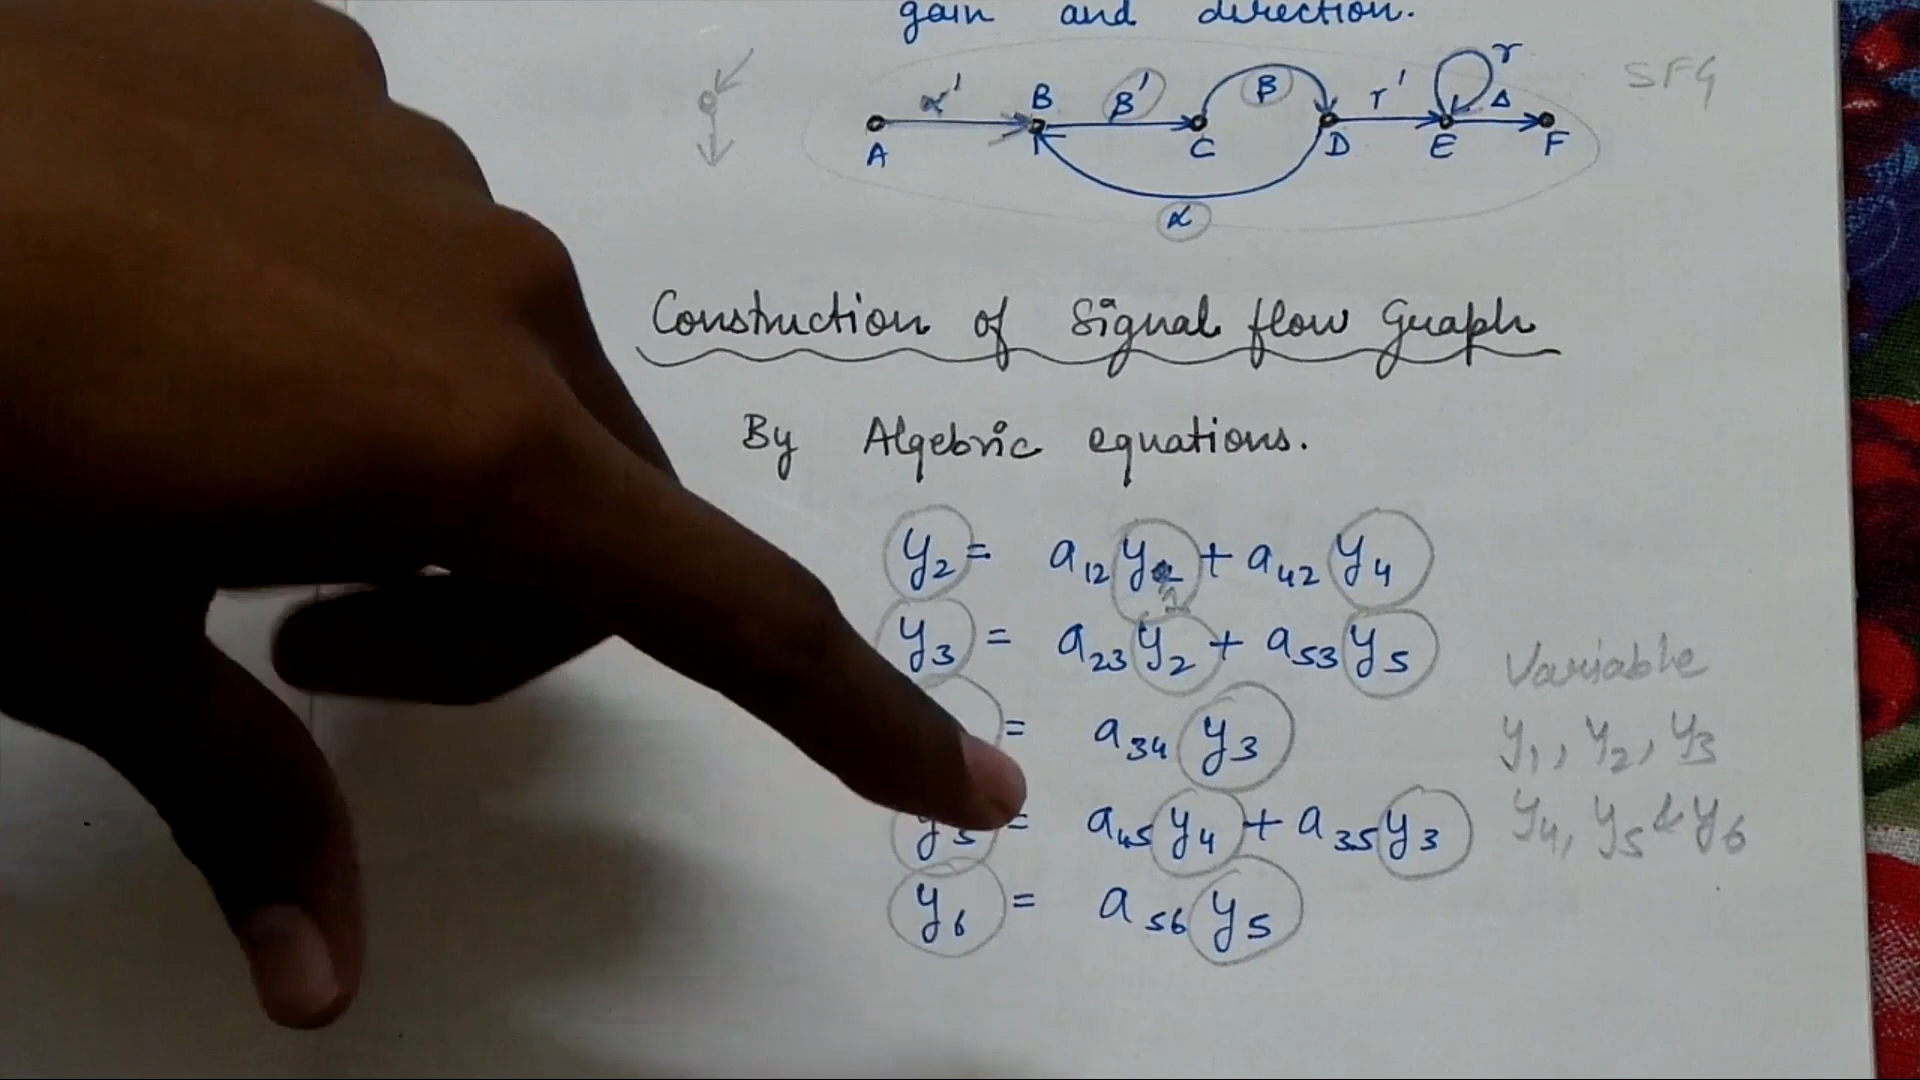 gain and direction.
α' B β' β r' r Δ SFG
A C D E F
α
Construction of Signal flow Graph
By Algebric equations.
y2 = a12 y1 + a42 y4
y3 = a23 y2 + a53 y5
= a34 y3
y5 = a45 y4 + a35 y3
y6 = a56 y5
Variable
y1, y2, y3
y4, y5 & y6